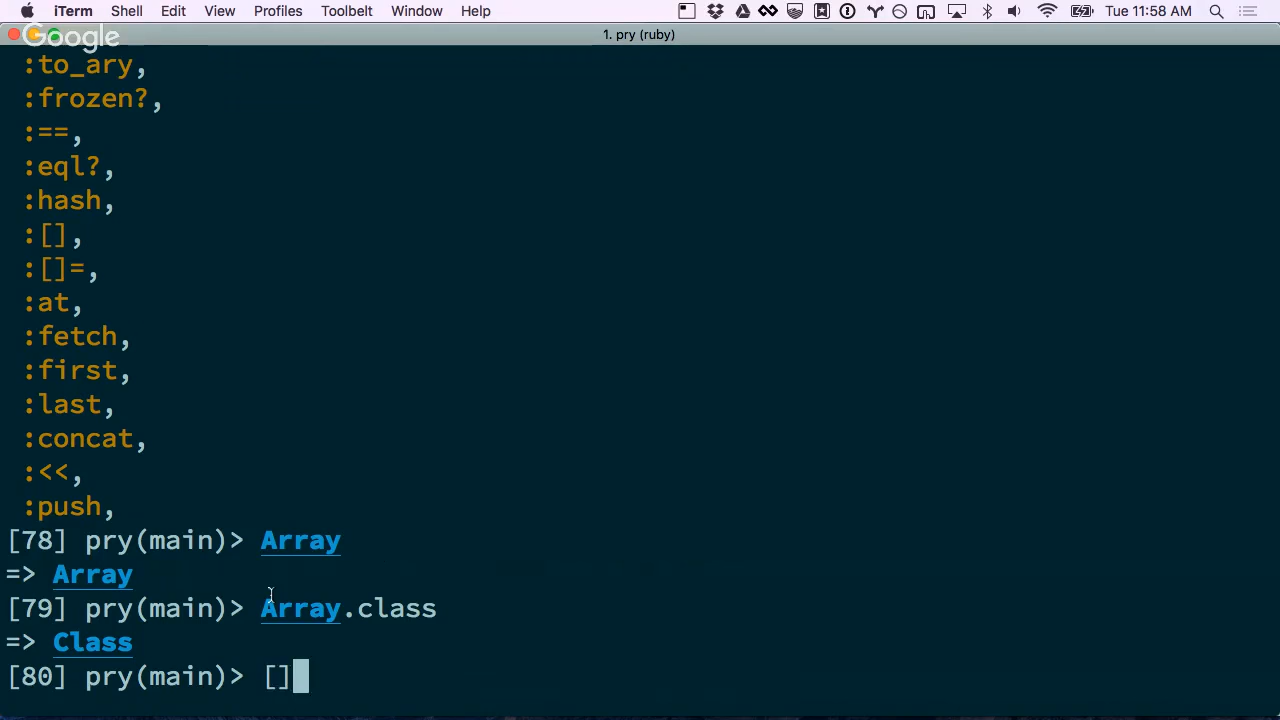 iTerm Shell Edit View Profiles Toolbelt Window Help Tue 11:58 AM
Google
1. pry (ruby)
:to_ary,
:frozen?,
:==,
:eql?,
:hash,
:[],
:[]=,
:at,
:fetch,
:first,
:last,
:concat,
:<<,
:push,
[78] pry(main)> Array
=> Array
[79] pry(main)> Array.class
=> Class
[80] pry(main)> []